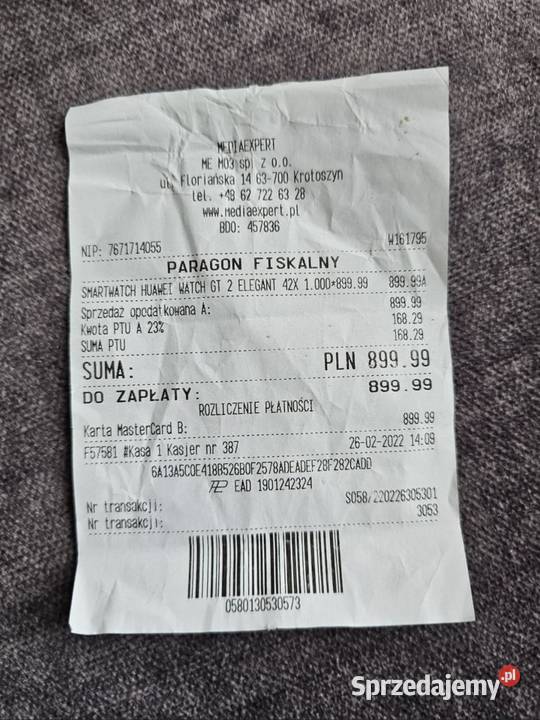 MEDIAEXPERT
ME M03 sp. z o.o.
ul. Floriańska 14 63-700 Krotoszyn
tel. +48 62 722 63 28
www.mediaexpert.pl
BDO: 457836
NIP: 7671714055 W161795
PARAGON FISKALNY
SMARTWATCH HUAWEI WATCH GT 2 ELEGANT 42X 1.000*899.99 899.99A
Sprzedaż opodatkowana A: 899.99
Kwota PTU A 23% 168.29
SUMA PTU 168.29
SUMA: PLN 899.99
DO ZAPŁATY: 899.99
ROZLICZENIE PŁATNOŚCI
Karta MasterCard B: 899.99
F57581 #Kasa 1 Kasjer nr 387 26-02-2022 14:09
6A13A5C0E418B526B0F2578ADEADEF28F282CADD
EAD 1901242324
Nr transakcji: S058/220226305301
Nr transakcji: 3053
0580130530573
Sprzedajemy.pl